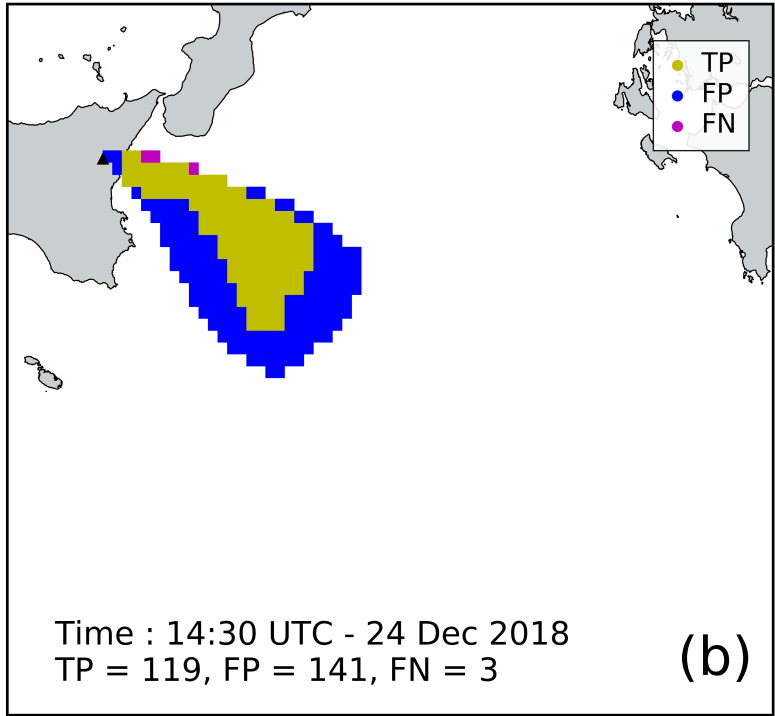 TP
FP
FN
Time : 14:30 UTC - 24 Dec 2018
TP = 119, FP = 141, FN = 3
(b)